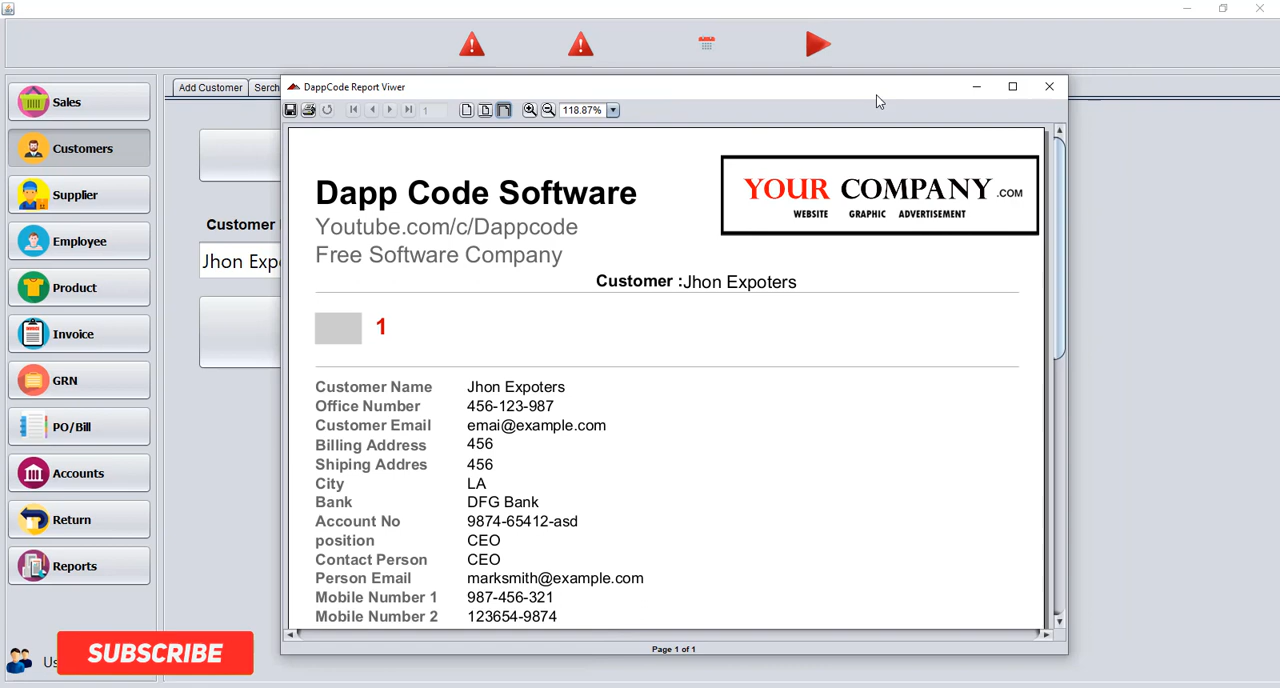 Sales
Customers
Supplier
Employee
Product
Invoice
GRN
PO/Bill
Accounts
Return
Reports
Us
SUBSCRIBE
Add Customer
Serch
Customer
Jhon Expo
DappCode Report Viwer
1
118.87%
Dapp Code Software
Youtube.com/c/Dappcode
Free Software Company
YOUR COMPANY .COM
WEBSITE GRAPHIC ADVERTISEMENT
Customer :Jhon Expoters
1
Customer Name Jhon Expoters
Office Number 456-123-987
Customer Email emai@example.com
Billing Address 456
Shiping Addres 456
City LA
Bank DFG Bank
Account No 9874-65412-asd
position CEO
Contact Person CEO
Person Email marksmith@example.com
Mobile Number 1 987-456-321
Mobile Number 2 123654-9874
Page 1 of 1